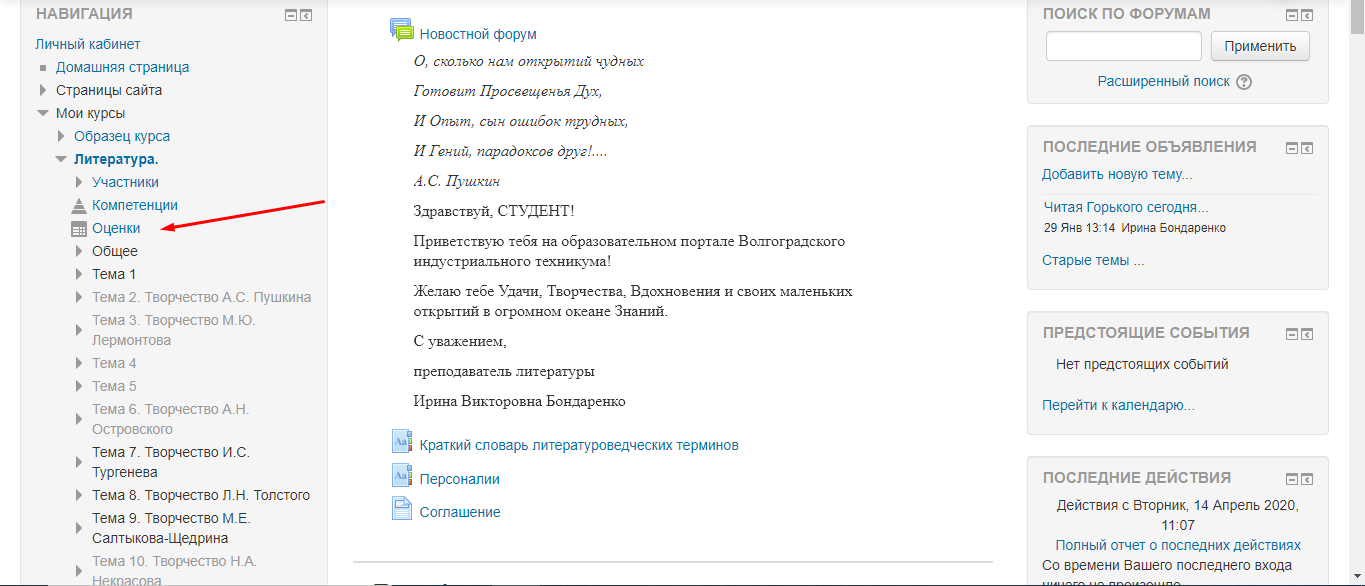 НАВИГАЦИЯ
Личный кабинет
Домашняя страница
Страницы сайта
Мои курсы
Образец курса
Литература.
Участники
Компетенции
Оценки
Общее
Тема 1
Тема 2. Творчество А.С. Пушкина
Тема 3. Творчество М.Ю.
Лермонтова
Тема 4
Тема 5
Тема 6. Творчество А.Н.
Островского
Тема 7. Творчество И.С.
Тургенева
Тема 8. Творчество Л.Н. Толстого
Тема 9. Творчество М.Е.
Салтыкова-Щедрина
Тема 10. Творчество Н.А.
Некрасова
Новостной форум
О, сколько нам открытий чудных
Готовит Просвещенья Дух,
И Опыт, сын ошибок трудных,
И Гений, парадоксов друг!....
А.С. Пушкин
Здравствуй, СТУДЕНТ!
Приветствую тебя на образовательном портале Волгоградского
индустриального техникума!
Желаю тебе Удачи, Творчества, Вдохновения и своих маленьких
открытий в огромном океане Знаний.
С уважением,
преподаватель литературы
Ирина Викторовна Бондаренко
Краткий словарь литературоведческих терминов
Персоналии
Соглашение
ПОИСК ПО ФОРУМАМ
Применить
Расширенный поиск
ПОСЛЕДНИЕ ОБЪЯВЛЕНИЯ
Добавить новую тему...
Читая Горького сегодня...
29 Янв 13:14 Ирина Бондаренко
Старые темы ...
ПРЕДСТОЯЩИЕ СОБЫТИЯ
Нет предстоящих событий
Перейти к календарю...
ПОСЛЕДНИЕ ДЕЙСТВИЯ
Действия с Вторник, 14 Апрель 2020,
11:07
Полный отчет о последних действиях
Со времени Вашего последнего входа
ничего не произошло